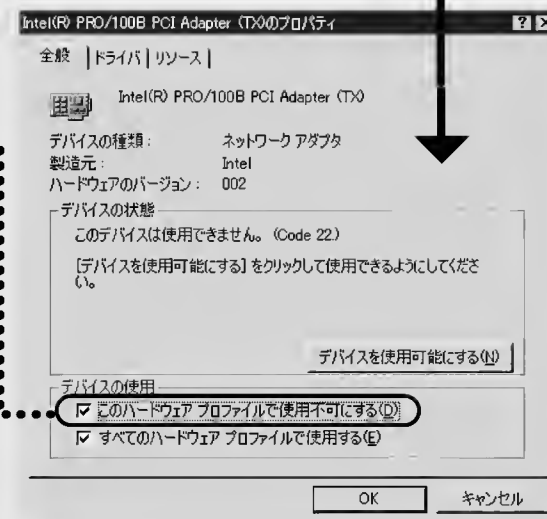 Intel(R) PRO/100B PCI Adapter (TX)のプロパティ
全般 ドライバ リソース
Intel(R) PRO/100B PCI Adapter (TX)
デバイスの種類： ネットワーク アダプタ
製造元： Intel
ハードウェアのバージョン： 002
デバイスの状態
このデバイスは使用できません。 (Code 22.)
[デバイスを使用可能にする] をクリックして使用できるようにしてくださ
い。
デバイスを使用可能にする(N)
デバイスの使用
このハードウェア プロファイルで使用不可にする(D)
すべてのハードウェア プロファイルで使用する(E)
OK キャンセル